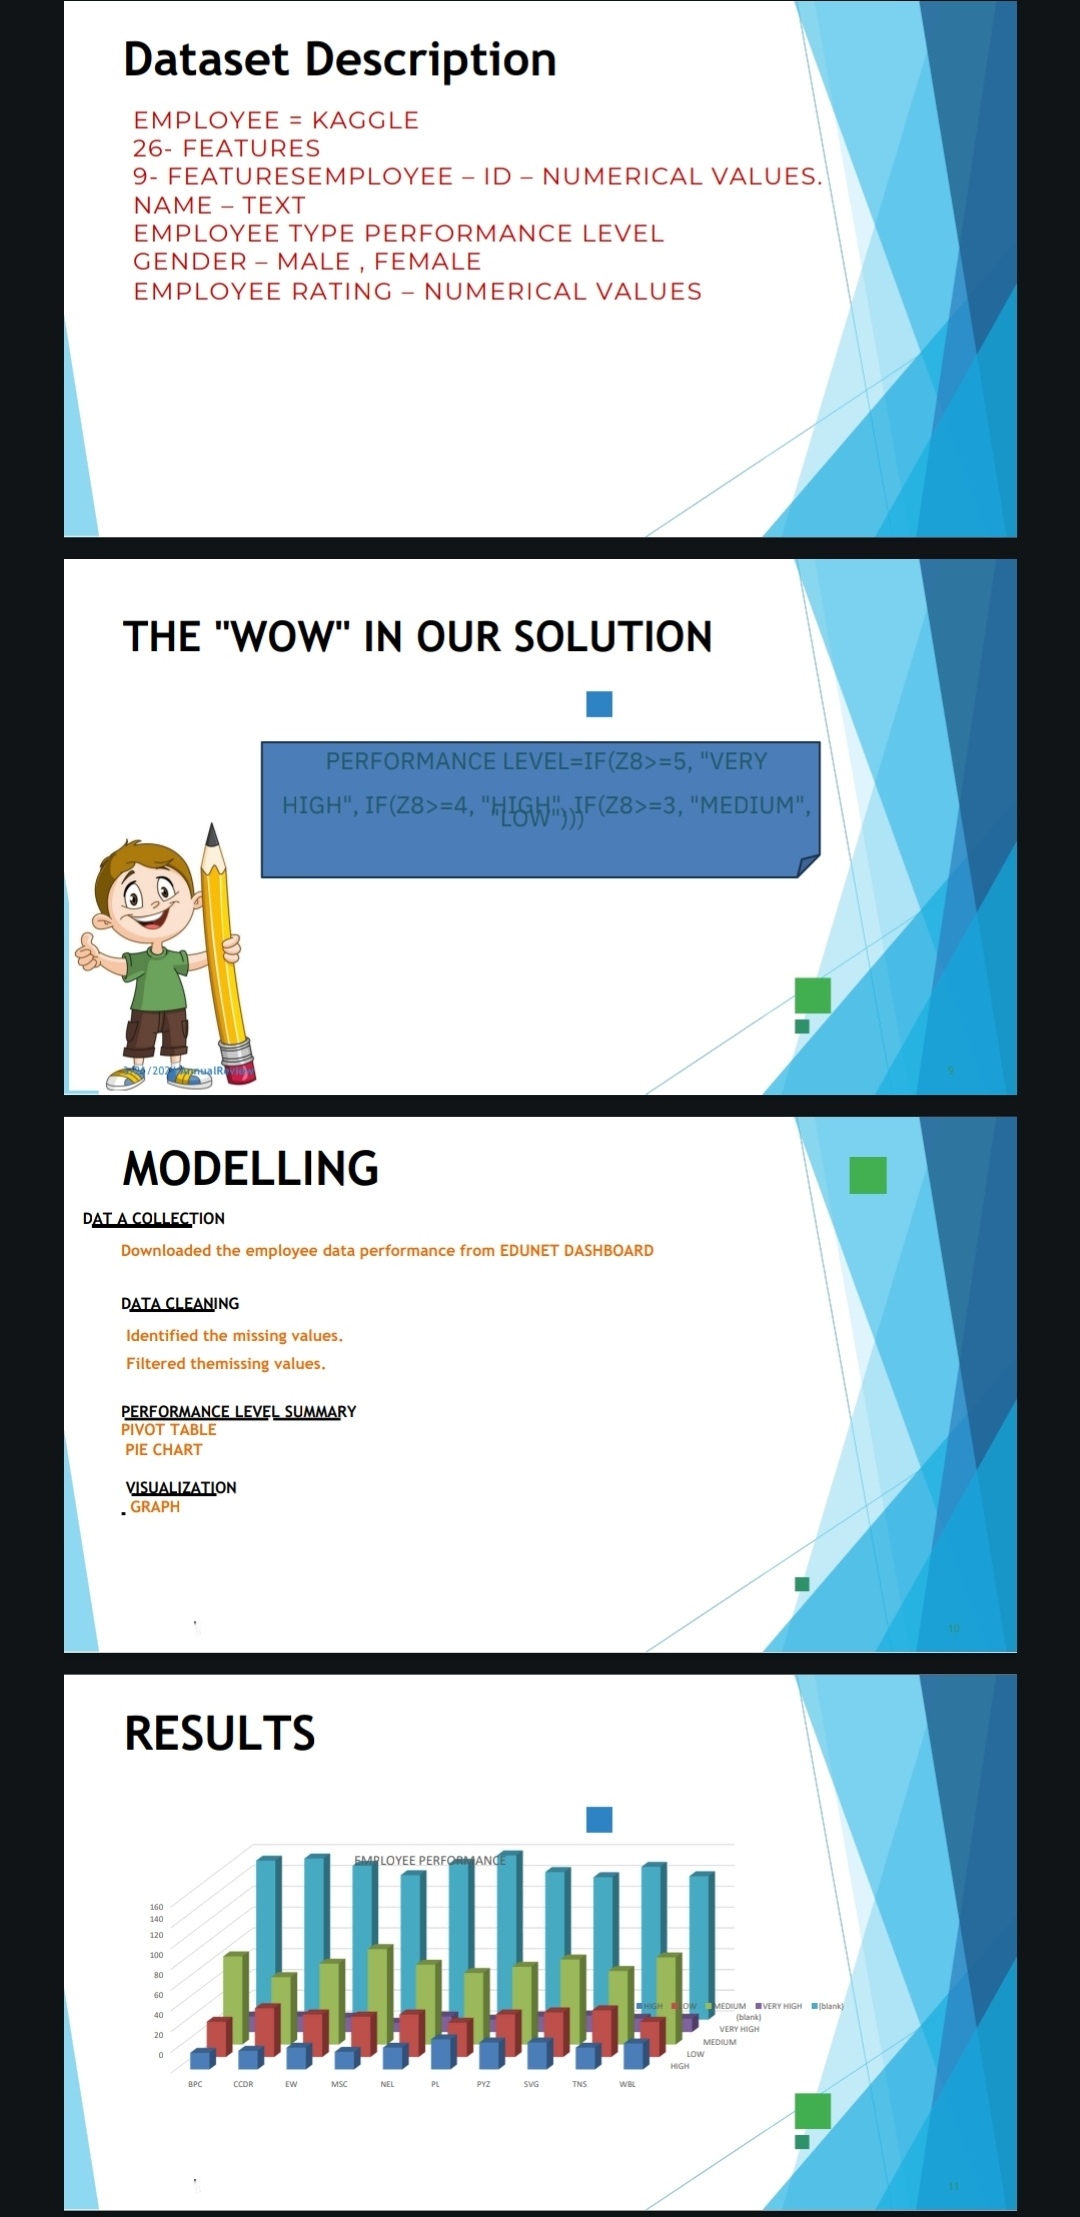 Dataset Description
EMPLOYEE = KAGGLE
26- FEATURES
9- FEATURESEMPLOYEE – ID – NUMERICAL VALUES.
NAME – TEXT
EMPLOYEE TYPE PERFORMANCE LEVEL
GENDER – MALE , FEMALE
EMPLOYEE RATING – NUMERICAL VALUES
THE "WOW" IN OUR SOLUTION
PERFORMANCE LEVEL=IF(Z8>=5, "VERY
HIGH", IF(Z8>=4, "HIGH", IF(Z8>=3, "MEDIUM",
"LOW")))
AnnualReview
9
MODELLING
DAT A COLLECTION
Downloaded the employee data performance from EDUNET DASHBOARD
DATA CLEANING
Identified the missing values.
Filtered themissing values.
PERFORMANCE LEVEL SUMMARY
PIVOT TABLE
PIE CHART
VISUALIZATION
. GRAPH
10
RESULTS
EMPLOYEE PERFORMANCE
160
140
120
100
80
60
40
20
0
HIGH LOW MEDIUM VERY HIGH (blank)
(blank)
VERY HIGH
MEDIUM
LOW
HIGH
BPC CCDR EW MSC NEL PL PYZ SVG TNS WBL
11